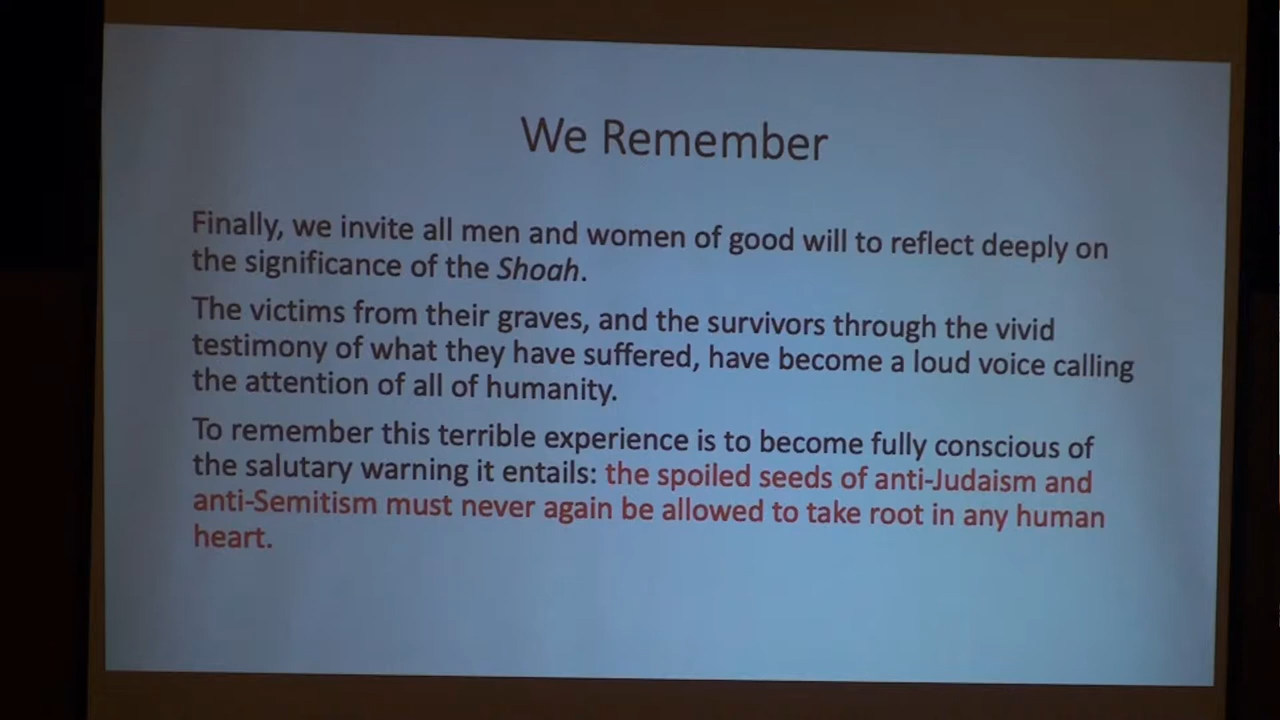 We Remember
Finally, we invite all men and women of good will to reflect deeply on
the significance of the Shoah.
The victims from their graves, and the survivors through the vivid
testimony of what they have suffered, have become a loud voice calling
the attention of all of humanity.
To remember this terrible experience is to become fully conscious of
the salutary warning it entails: the spoiled seeds of anti-Judaism and
anti-Semitism must never again be allowed to take root in any human
heart.